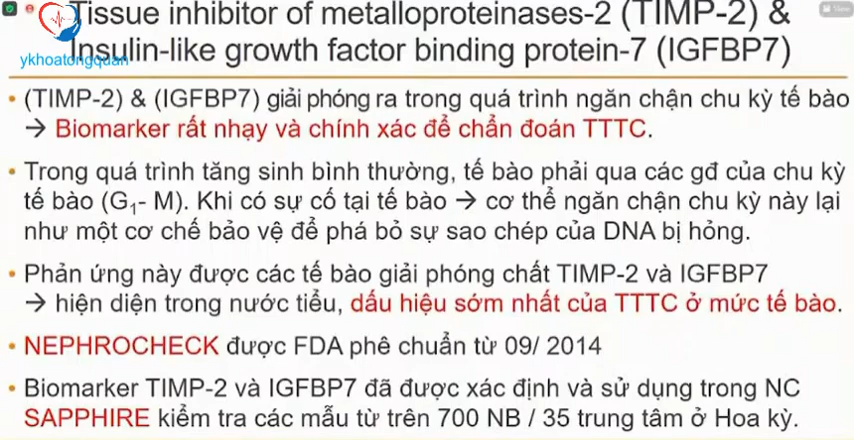 Tissue inhibitor of metalloproteinases-2 (TIMP-2) &
Insulin-like growth factor binding protein-7 (IGFBP7)
ykhoatongquan
View
• (TIMP-2) & (IGFBP7) giải phóng ra trong quá trình ngăn chận chu kỳ tế bào
→ Biomarker rất nhạy và chính xác để chẩn đoán TTTC.
• Trong quá trình tăng sinh bình thường, tế bào phải qua các gđ của chu kỳ
tế bào (G₁- M). Khi có sự cố tại tế bào → cơ thể ngăn chận chu kỳ này lại
như một cơ chế bảo vệ để phá bỏ sự sao chép của DNA bị hỏng.
• Phản ứng này được các tế bào giải phóng chất TIMP-2 và IGFBP7
→ hiện diện trong nước tiểu, dấu hiệu sớm nhất của TTTC ở mức tế bào.
• NEPHROCHECK được FDA phê chuẩn từ 09/ 2014
• Biomarker TIMP-2 và IGFBP7 đã được xác định và sử dụng trong NC
SAPPHIRE kiểm tra các mẫu từ trên 700 NB / 35 trung tâm ở Hoa kỳ.